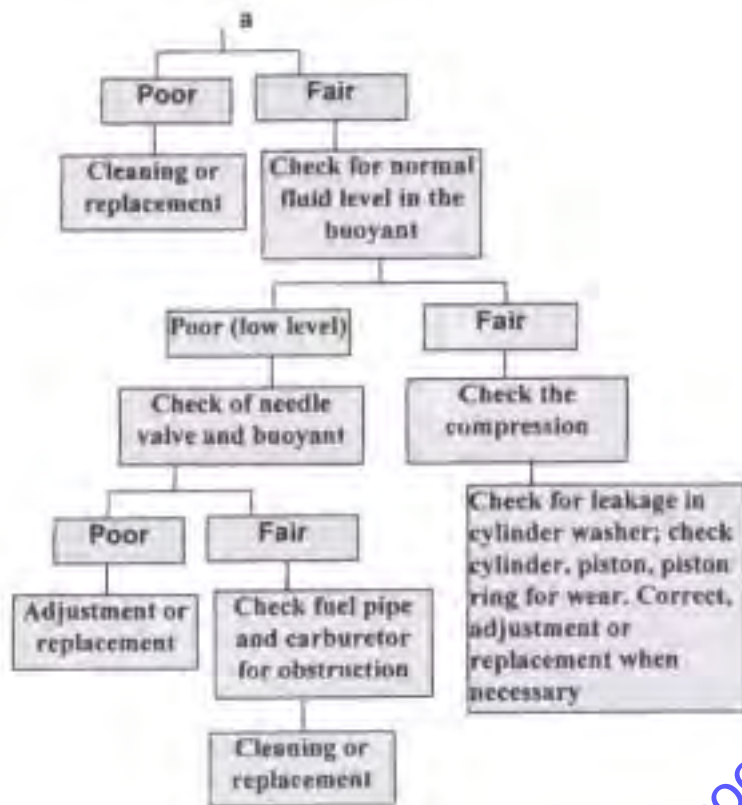 a
Poor
Fair
Cleaning or
replacement
Check for normal
fluid level in the
buoyant
Poor (low level)
Fair
Check of needle
valve and buoyant
Check the
compression
Poor
Fair
Adjustment or
replacement
Check fuel pipe
and carburetor
for obstruction
Check for leakage in
cylinder washer; check
cylinder, piston, piston
ring for wear. Correct,
adjustment or
replacement when
necessary
Cleaning or
replacement